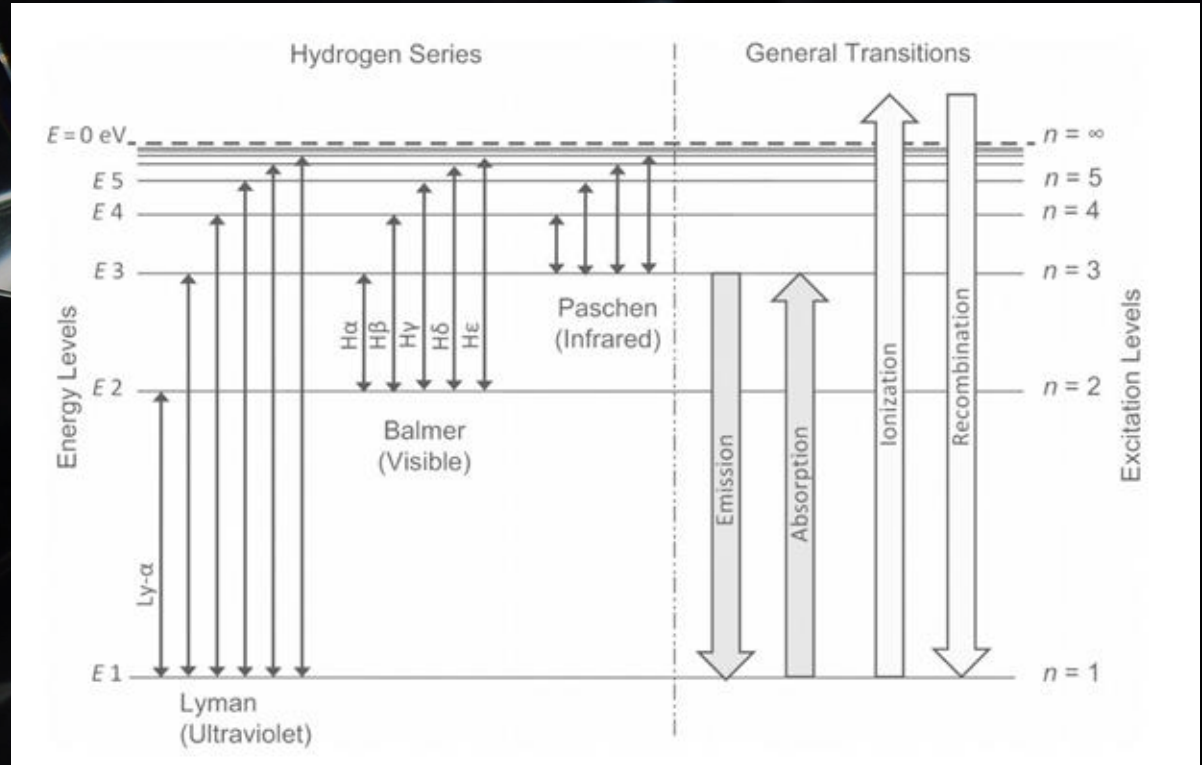 Hydrogen Series
General Transitions
E = 0 eV
n = ∞
E 5
n = 5
E 4
n = 4
E 3
n = 3
Paschen
(Infrared)
Hα
Hβ
Hγ
Hδ
Hε
Energy Levels
E 2
n = 2
Excitation Levels
Balmer
(Visible)
Emission
Absorption
Ionization
Recombination
Ly-α
E 1
n = 1
Lyman
(Ultraviolet)